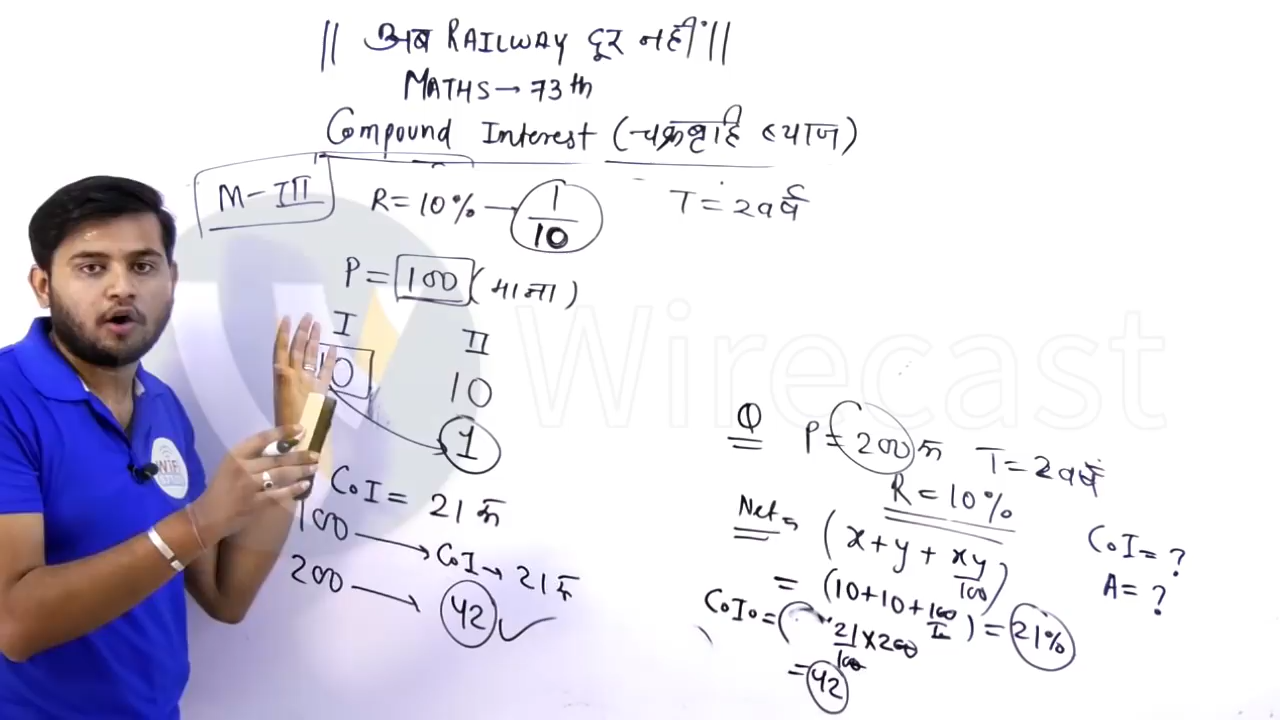 || अब RAILWAY दूर नहीं ||
MATHS → 73th
Compound Interest (चक्रवृद्धि ब्याज)
M-III
R = 10% → 1/10
T = 2 वर्ष
P = 100 (माना)
I
II
10
10
1
C.I = 21 रू
100 → C.I → 21 रू
200 → 42 ✓
Q P = 200 रू T = 2 वर्ष
R = 10%
Net = (x + y + xy/100)
= (10 + 10 + 100/100) = 21%
C.I = ?
A = ?
C.I. = ( 21/100 × 200
= 42
WiFi
Wirecast